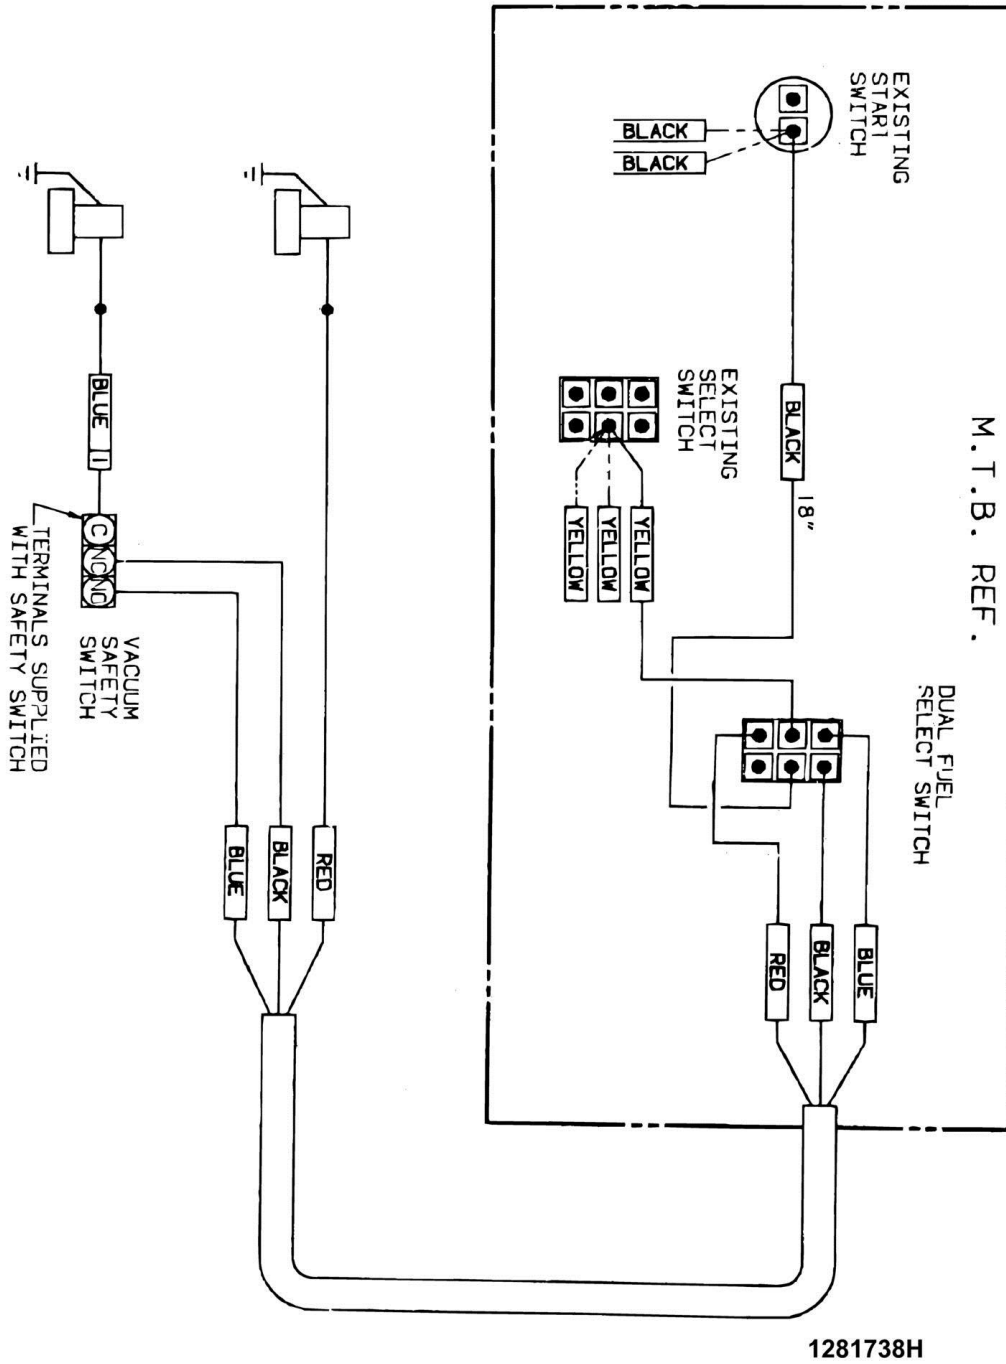 M.T.B. REF.
EXISTING
START
SWITCH
BLACK
BLACK
BLACK
18"
EXISTING
SELECT
SWITCH
YELLOW
YELLOW
YELLOW
DUAL FUEL
SELECT SWITCH
BLUE
BLACK
RED
RED
BLACK
BLUE
BLUE
1
C
NC
NO
VACUUM
SAFETY
SWITCH
TERMINALS SUPPLIED
WITH SAFETY SWITCH
1281738H